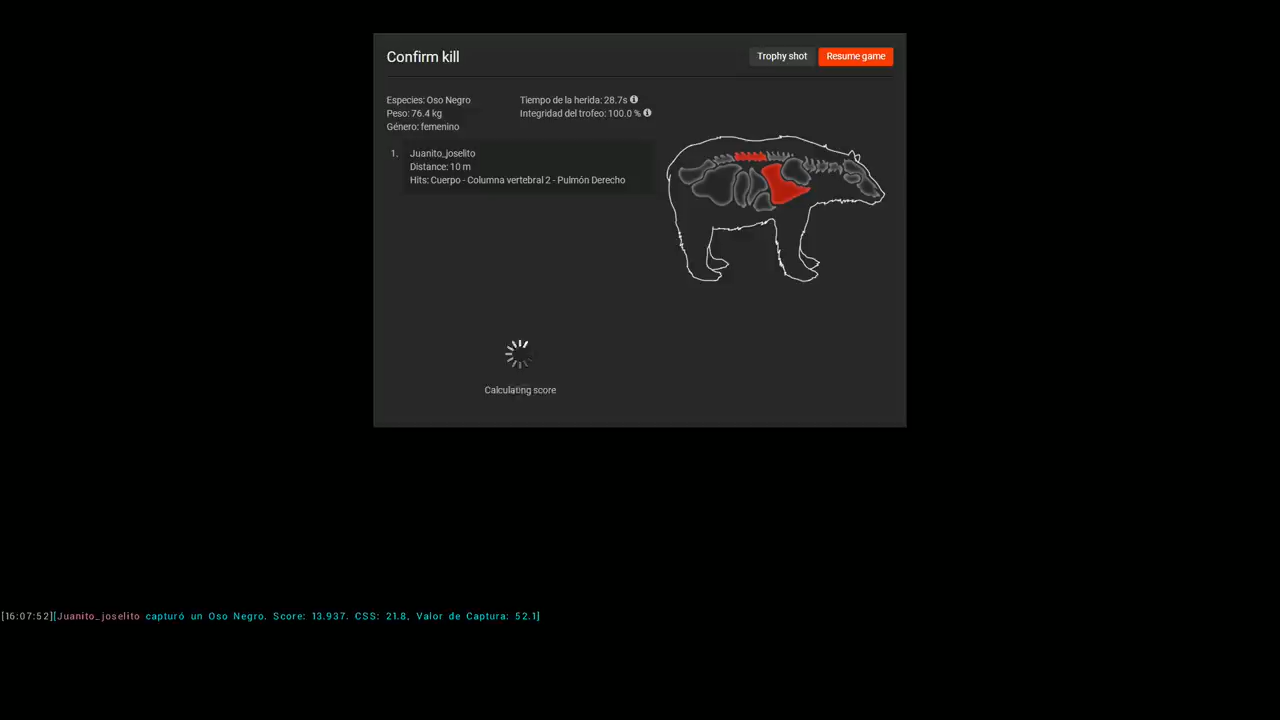 Confirm kill
Trophy shot
Resume game
Especies: Oso Negro
Peso: 76.4 kg
Género: femenino
Tiempo de la herida: 28.7s
Integridad del trofeo: 100.0 %
1. Juanito_joselito
Distance: 10 m
Hits: Cuerpo - Columna vertebral 2 - Pulmón Derecho
Calculating score
[16:07:52][Juanito_joselito capturó un Oso Negro. Score: 13.937. CSS: 21.8, Valor de Captura: 52.1]